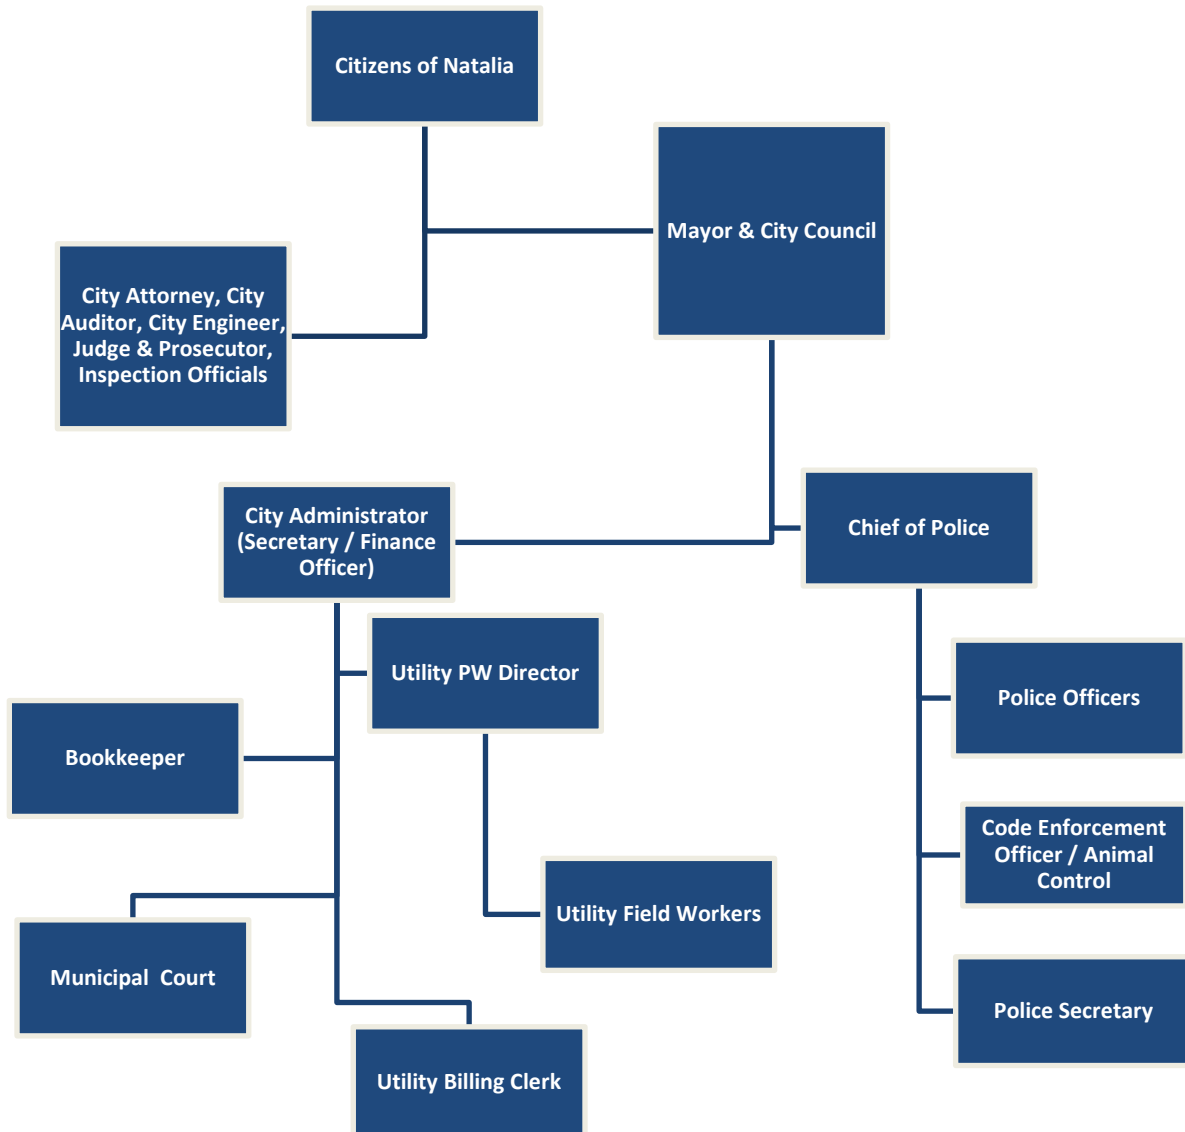 Citizens of Natalia
Mayor & City Council
City Attorney, City
Auditor, City Engineer,
Judge & Prosecutor,
Inspection Officials
City Administrator
(Secretary / Finance
Officer)
Chief of Police
Utility PW Director
Police Officers
Bookkeeper
Code Enforcement
Officer / Animal
Control
Utility Field Workers
Municipal  Court
Police Secretary
Utility Billing Clerk